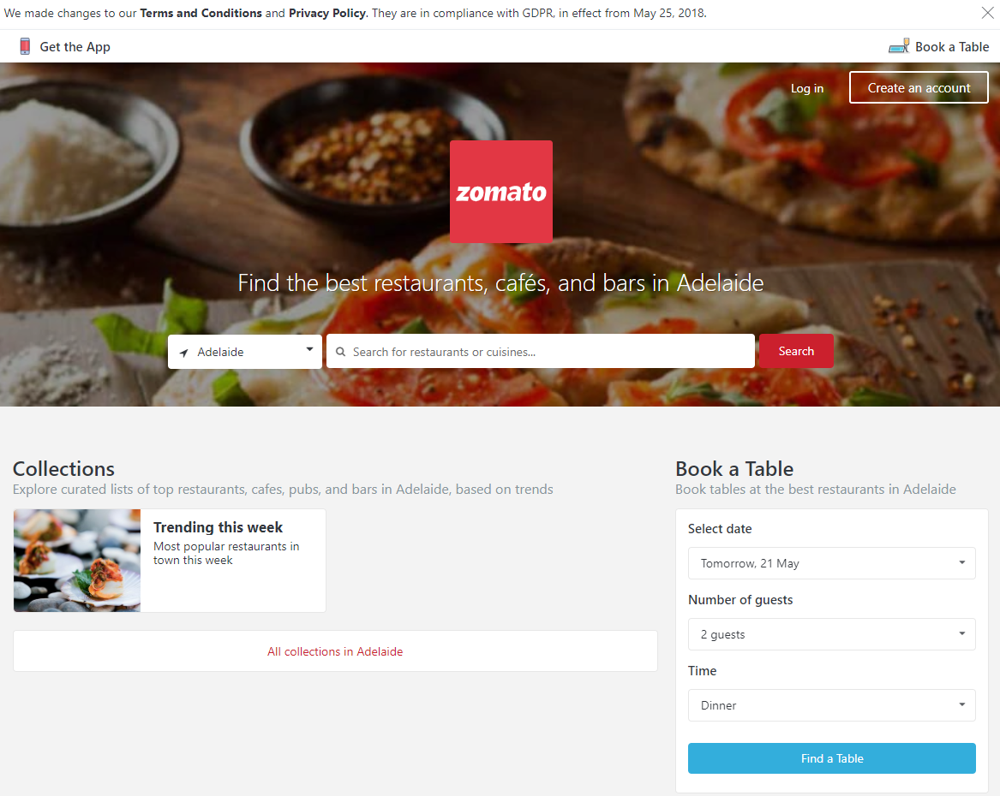 We made changes to our Terms and Conditions and Privacy Policy. They are in compliance with GDPR, in effect from May 25, 2018.
Get the App
Book a Table
Log in
Create an account
zomato
Find the best restaurants, cafés, and bars in Adelaide
Adelaide
Search for restaurants or cuisines...
Search
Collections
Explore curated lists of top restaurants, cafes, pubs, and bars in Adelaide, based on trends
Trending this week
Most popular restaurants in
town this week
All collections in Adelaide
Book a Table
Book tables at the best restaurants in Adelaide
Select date
Tomorrow, 21 May
Number of guests
2 guests
Time
Dinner
Find a Table